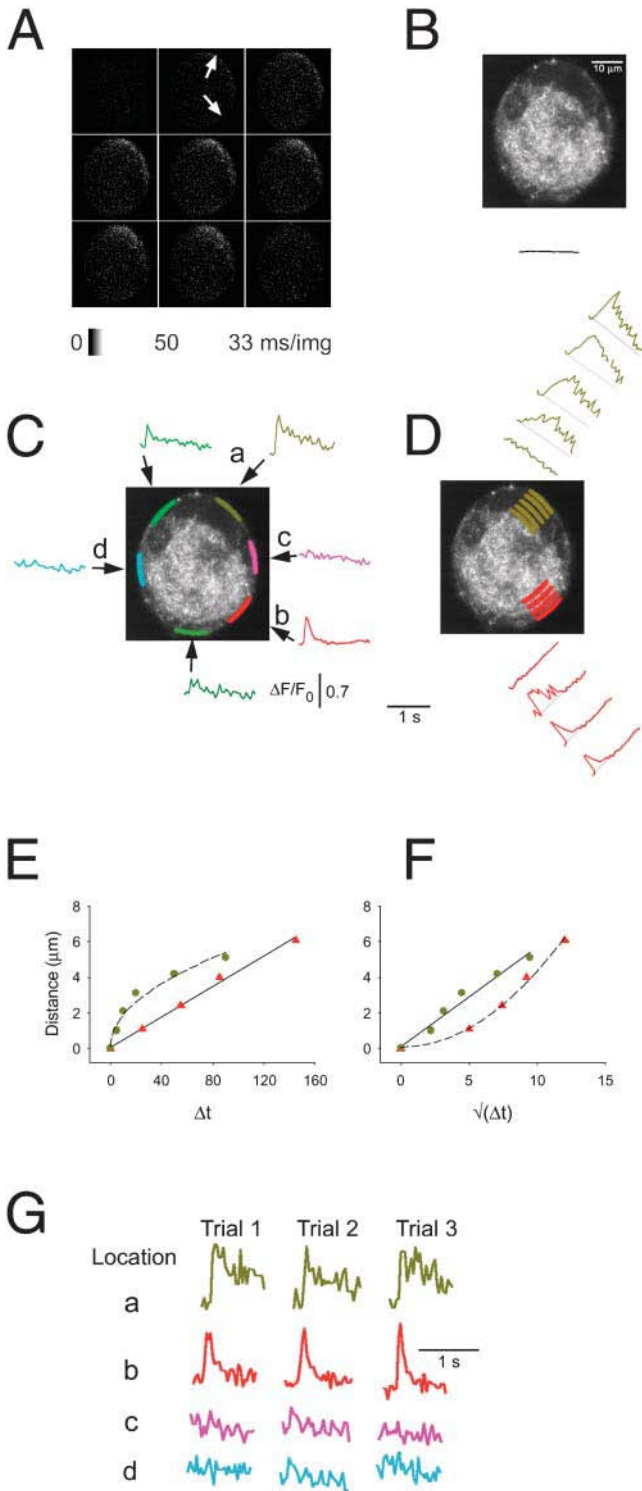 A
B
10 μm
0 50 33 ms/img
C
D
a
d
c
b
ΔF/F0 0.7
1 s
E
F
Distance (μm)
8
6
4
2
0
0 40 80 120 160
Δt
8
6
4
2
0
0 5 10 15
√(Δt)
G
Trial 1 Trial 2 Trial 3
Location
a
b
1 s
c
d